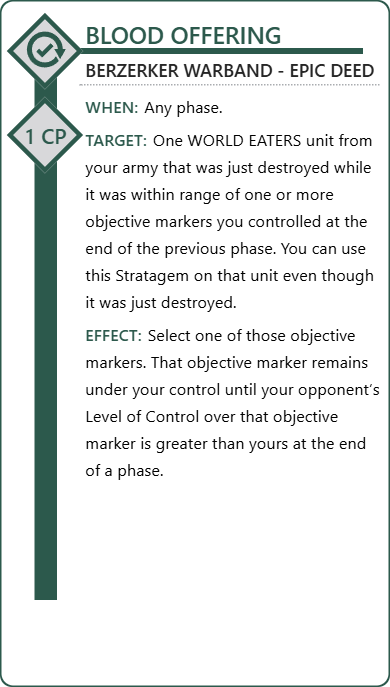 BLOOD OFFERING
BERZERKER WARBAND - EPIC DEED
WHEN: Any phase.
1 CP
TARGET: One WORLD EATERS unit from
your army that was just destroyed while
it was within range of one or more
objective markers you controlled at the
end of the previous phase. You can use
this Stratagem on that unit even though
it was just destroyed.
EFFECT: Select one of those objective
markers. That objective marker remains
under your control until your opponent‘s
Level of Control over that objective
marker is greater than yours at the end
of a phase.